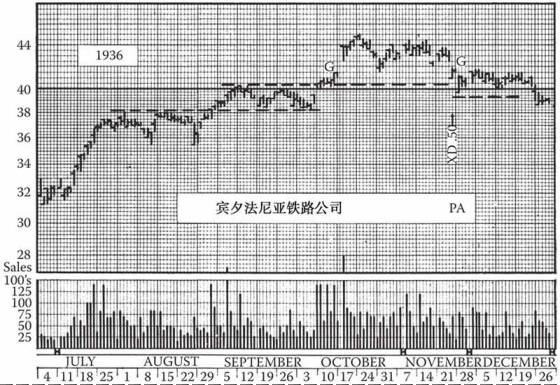 1936
G
G
44
42
40
38
36
34
32
30
28
XD .50
宾夕法尼亚铁路公司 PA
Sales
100's
125
100
75
50
25
JULY AUGUST SEPTEMBER OCTOBER NOVEMBER DECEMBER
4 11 18 25 1 8 15 22 29 5 12 19 26 3 10 17 24 31 7 14 21 28 5 12 19 26